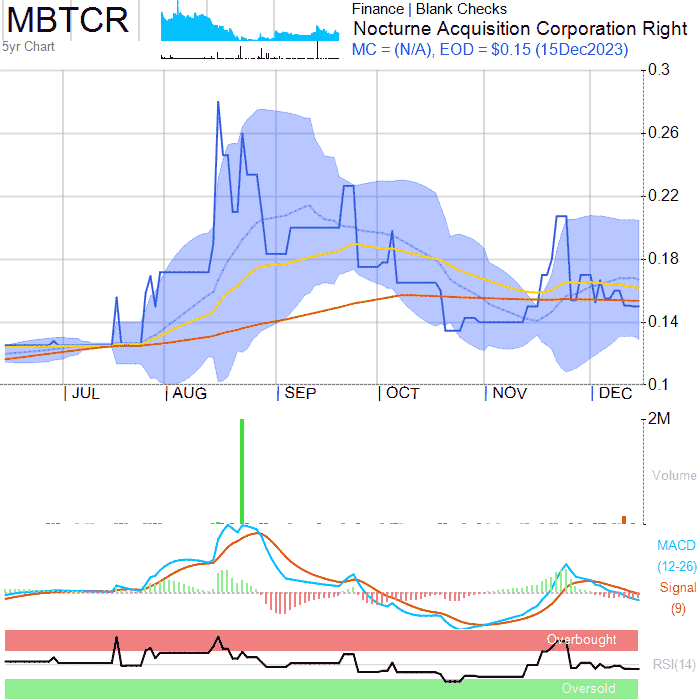 MBTCR
5yr Chart
Finance | Blank Checks
Nocturne Acquisition Corporation Right
MC = (N/A), EOD = $0.15 (15Dec2023)
0.3
0.26
0.22
0.18
0.14
0.1
JUL AUG SEP OCT NOV DEC
2M
Volume
MACD
(12-26)
Signal
(9)
Overbought
RSI(14)
Oversold